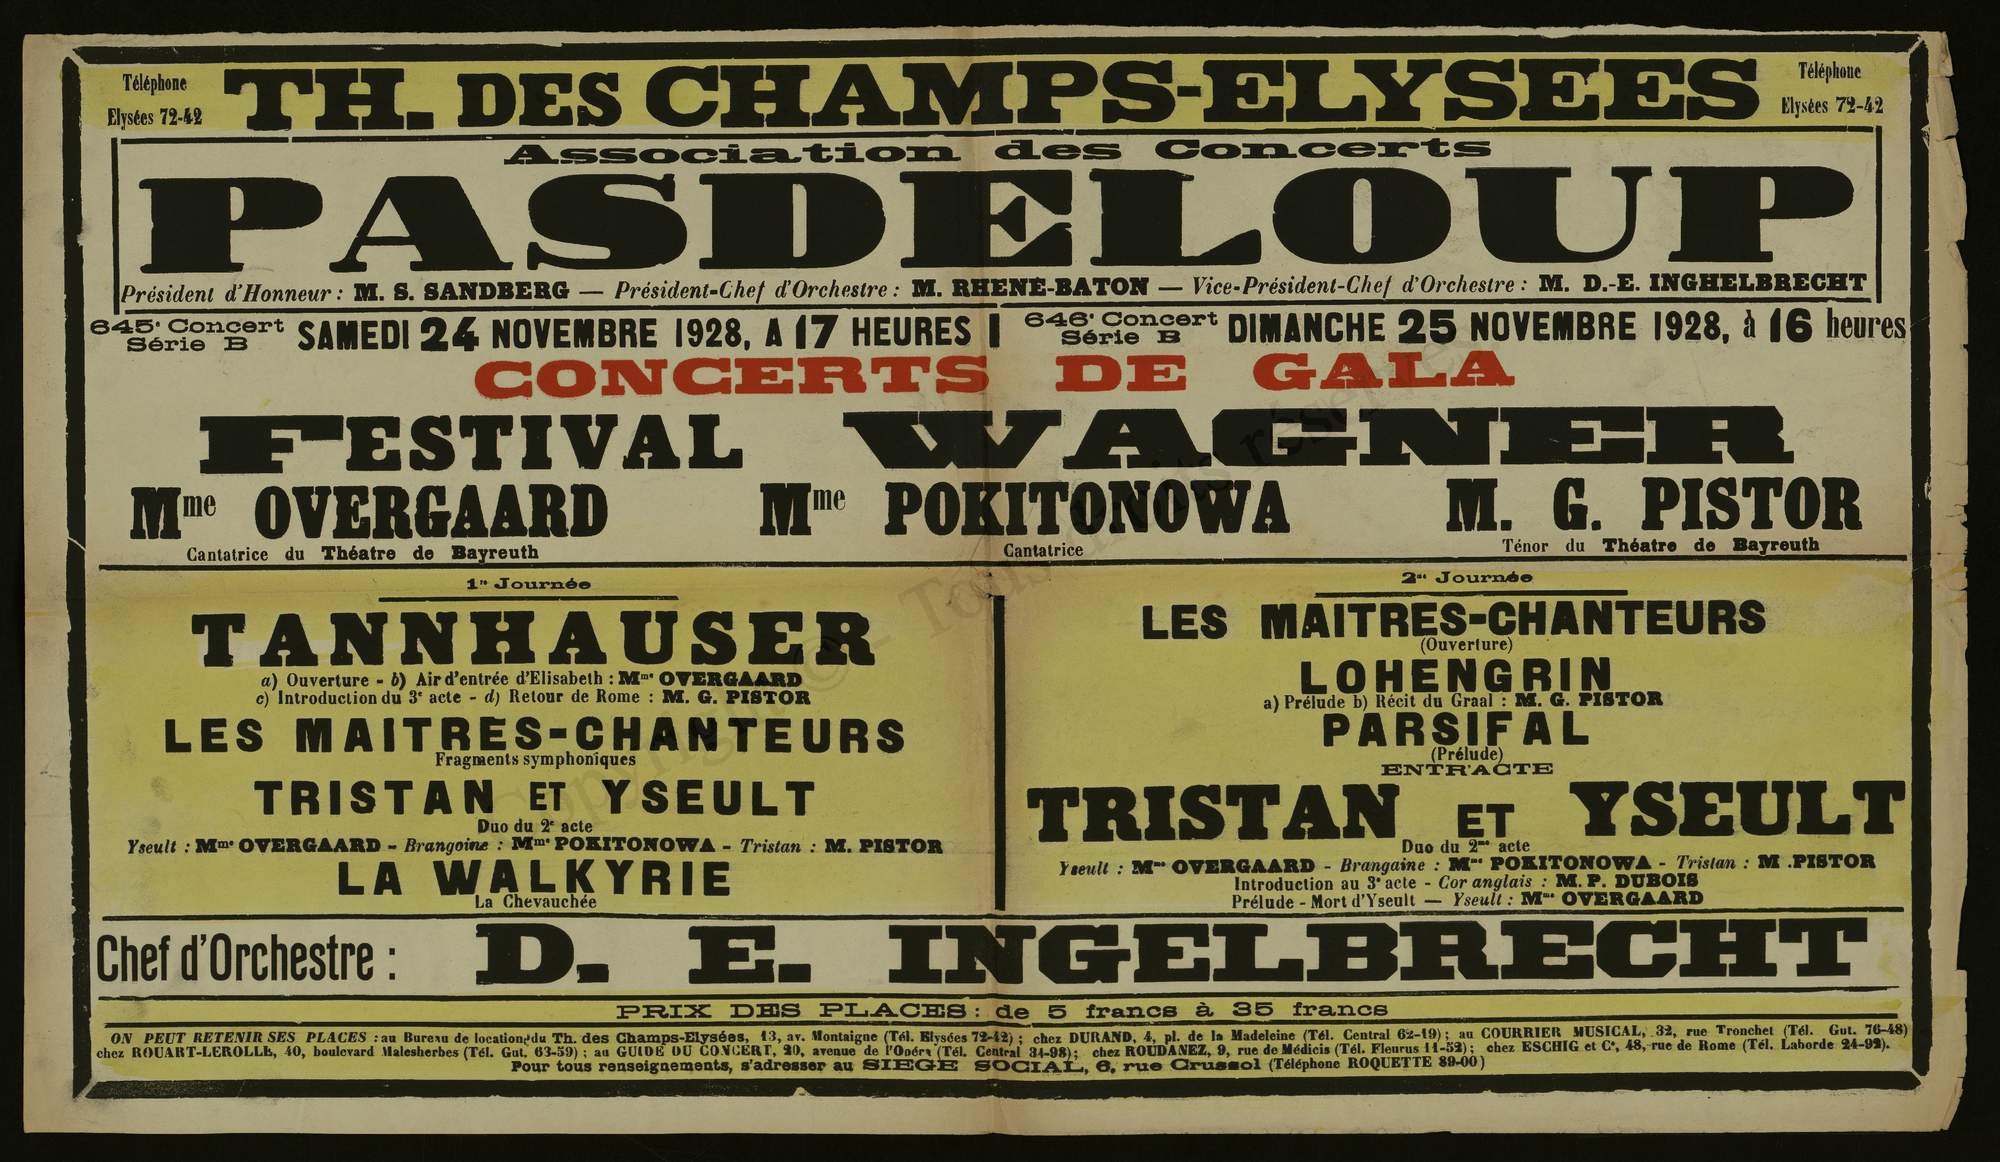 Téléphone
Elysées 72-42
TH. DES CHAMPS-ELYSEES
Téléphone
Elysées 72-42
Association des Concerts
PASDELOUP
Président d'Honneur : M. S. SANDBERG — Président-Chef d'Orchestre : M. RHENÉ-BATON — Vice-Président-Chef d'Orchestre : M. D.-E. INGHELBRECHT
645e Concert
Série B
SAMEDI 24 NOVEMBRE 1928, A 17 HEURES
646e Concert
Série B
DIMANCHE 25 NOVEMBRE 1928, à 16 heures
CONCERTS DE GALA
FESTIVAL WAGNER
Mme OVERGAARD
Cantatrice du Théatre de Bayreuth
Mme POKITONOWA
Cantatrice
M. G. PISTOR
Ténor du Théatre de Bayreuth
1re Journée
TANNHAUSER
a) Ouverture - b) Air d'entrée d'Elisabeth : Mme OVERGAARD
c) Introduction du 3e acte - d) Retour de Rome : M. G. PISTOR
LES MAITRES-CHANTEURS
Fragments symphoniques
TRISTAN ET YSEULT
Duo du 2e acte
Yseult : Mme OVERGAARD - Brangoine : Mme POKITONOWA - Tristan : M. PISTOR
LA WALKYRIE
La Chevauchée
2me Journée
LES MAITRES-CHANTEURS
(Ouverture)
LOHENGRIN
a) Prélude b) Récit du Graal : M. G. PISTOR
PARSIFAL
(Prélude)
ENTR'ACTE
TRISTAN ET YSEULT
Duo du 2me acte
Yseult : Mme OVERGAARD - Brangaine : Mme POKITONOWA - Tristan : M .PISTOR
Introduction au 3e acte - Cor anglais : M. P. DUBOIS
Prélude - Mort d'Yseult — Yseult : Mme OVERGAARD
Chef d'Orchestre : D. E. INGELBRECHT
PRIX DES PLACES : de 5 francs à 35 francs
ON PEUT RETENIR SES PLACES : au Bureau de location du Th. des Champs-Elysées, 13, av. Montaigne (Tél. Elysées 72-42) ; chez DURAND, 4, pl. de la Madeleine (Tél. Central 62-19) ; au COURRIER MUSICAL, 32, rue Tronchet (Tél. Gut. 76-48)
chez ROUART-LEROLLE, 40, boulevard Malesherbes (Tél. Gut. 63-59) ; au GUIDE DU CONCERT, 20, avenue de l'Opéra (Tél. Central 34-98) ; chez ROUDANEZ, 9, rue de Médicis (Tél. Fleurus 11-52) ; chez ESCHIG et Ce, 48, rue de Rome (Tél. Laborde 24-92).
Pour tous renseignements, s'adresser au SIEGE SOCIAL, 6, rue Crussol (Téléphone ROQUETTE 89-00)
Copyright © - Tous droits réservés